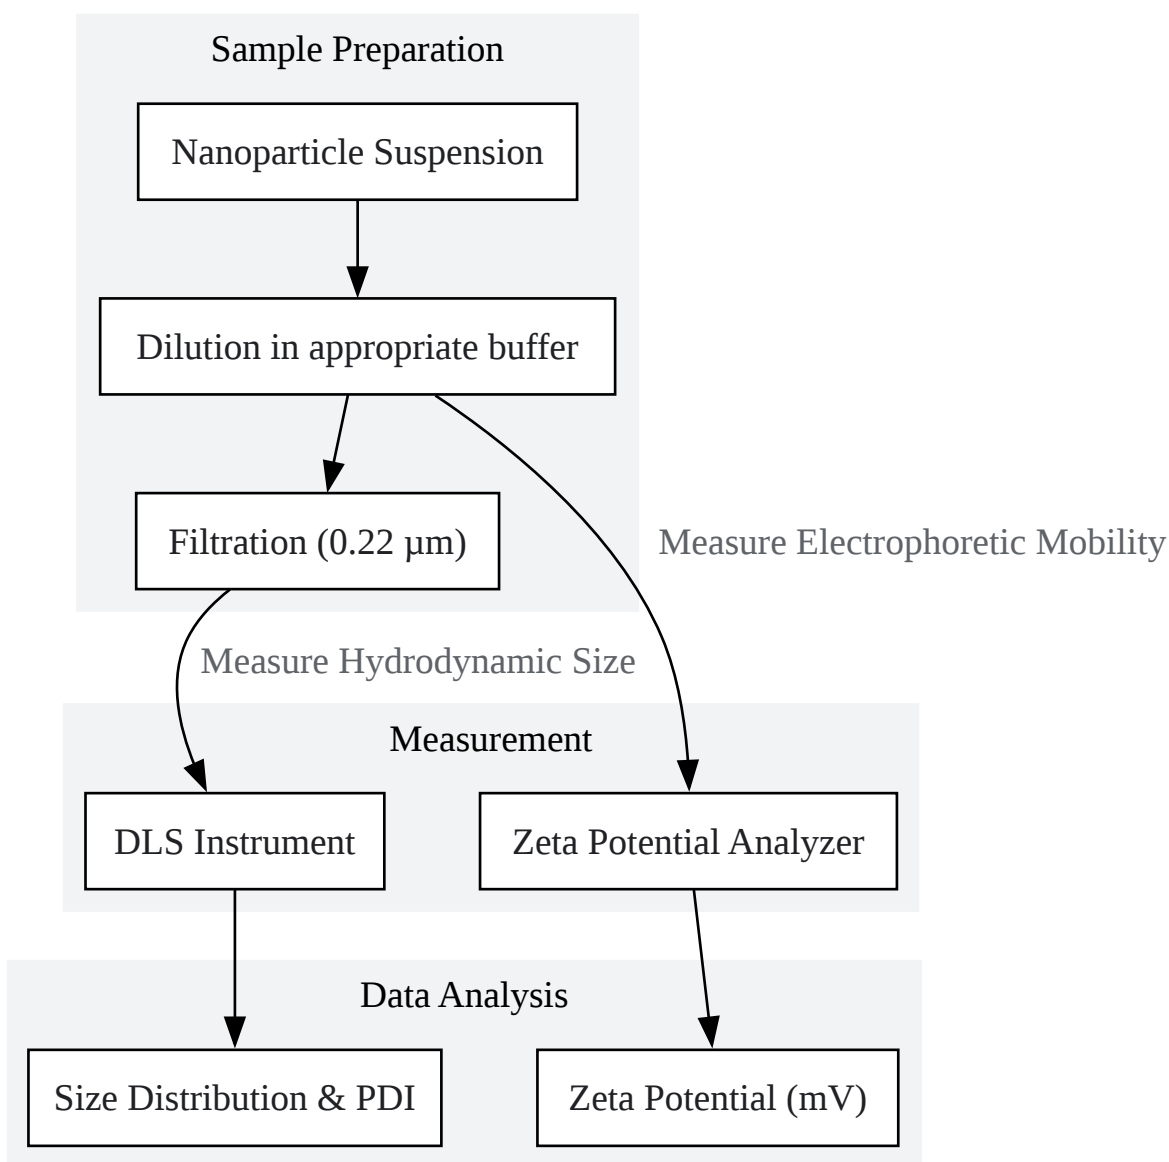 Sample Preparation
Nanoparticle Suspension
Dilution in appropriate buffer
Filtration (0.22 µm)
Measure Electrophoretic Mobility
Measure Hydrodynamic Size
Measurement
DLS Instrument
Zeta Potential Analyzer
Data Analysis
Size Distribution & PDI
Zeta Potential (mV)